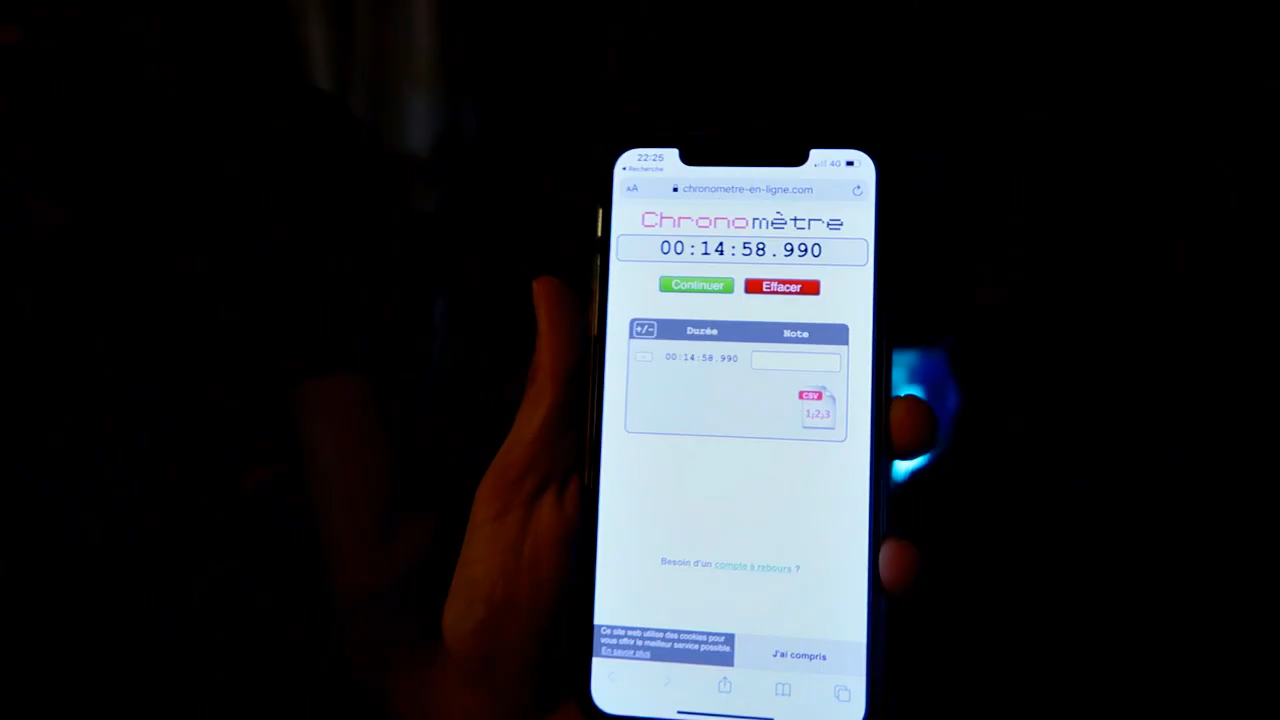 22:25
4G
◀ Recherche
AA chronometre-en-ligne.com
Chronomètre
00:14:58.990
Continuer Effacer
+/- Durée Note
- 00:14:58.990
CSV
1,2,3
Besoin d'un compte à rebours ?
Ce site web utilise des cookies pour
vous offrir le meilleur service possible.
En savoir plus
J'ai compris